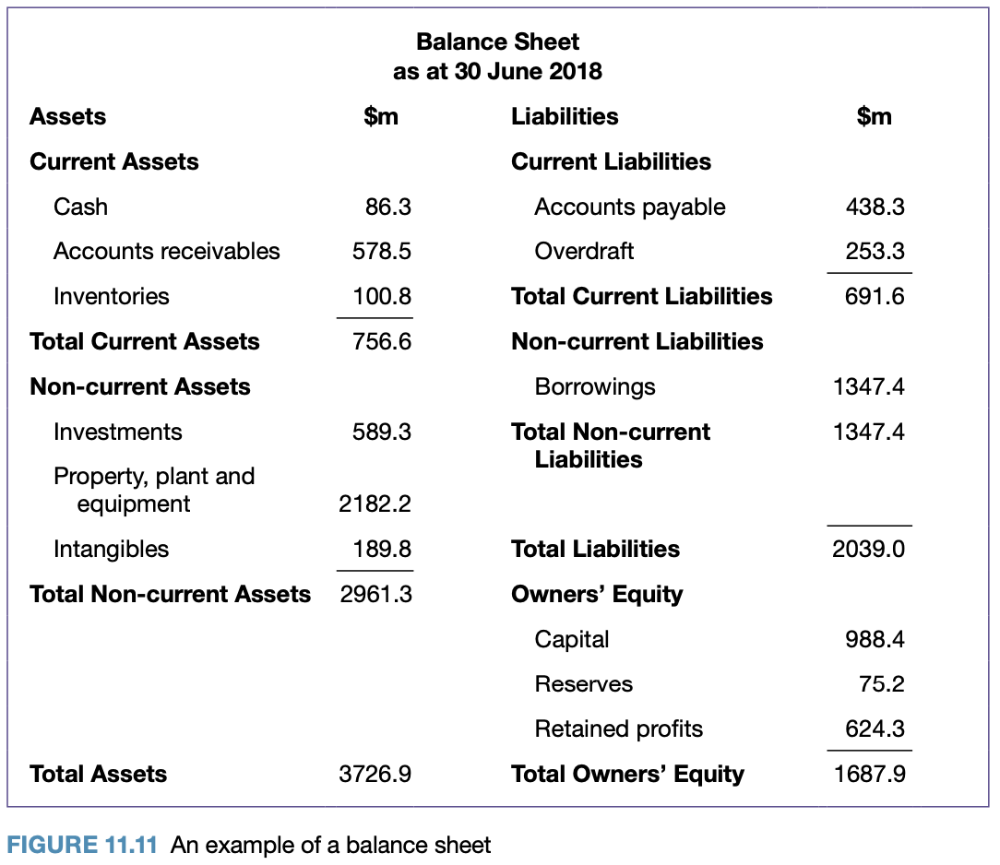 Balance Sheet
as at 30 June 2018
Assets $m Liabilities $m
Current Assets Current Liabilities
Cash 86.3 Accounts payable 438.3
Accounts receivables 578.5 Overdraft 253.3
Inventories 100.8 Total Current Liabilities 691.6
Total Current Assets 756.6 Non-current Liabilities
Non-current Assets Borrowings 1347.4
Investments 589.3 Total Non-current 1347.4
Liabilities
Property, plant and
equipment 2182.2
Intangibles 189.8 Total Liabilities 2039.0
Total Non-current Assets 2961.3 Owners’ Equity
Capital 988.4
Reserves 75.2
Retained profits 624.3
Total Assets 3726.9 Total Owners’ Equity 1687.9
FIGURE 11.11 An example of a balance sheet